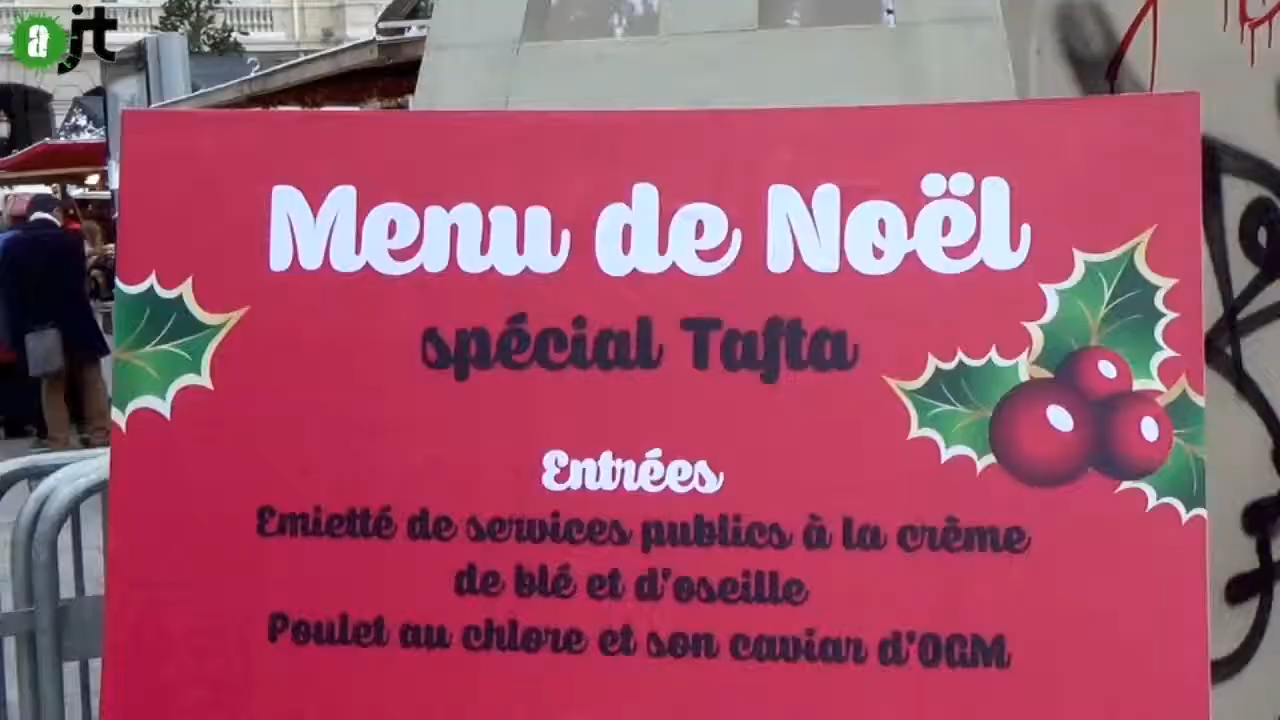 ajt
Menu de Noël
spécial Tafta
Entrées
Emietté de services publics à la crème
de blé et d'oseille
Poulet au chlore et son caviar d'OGM